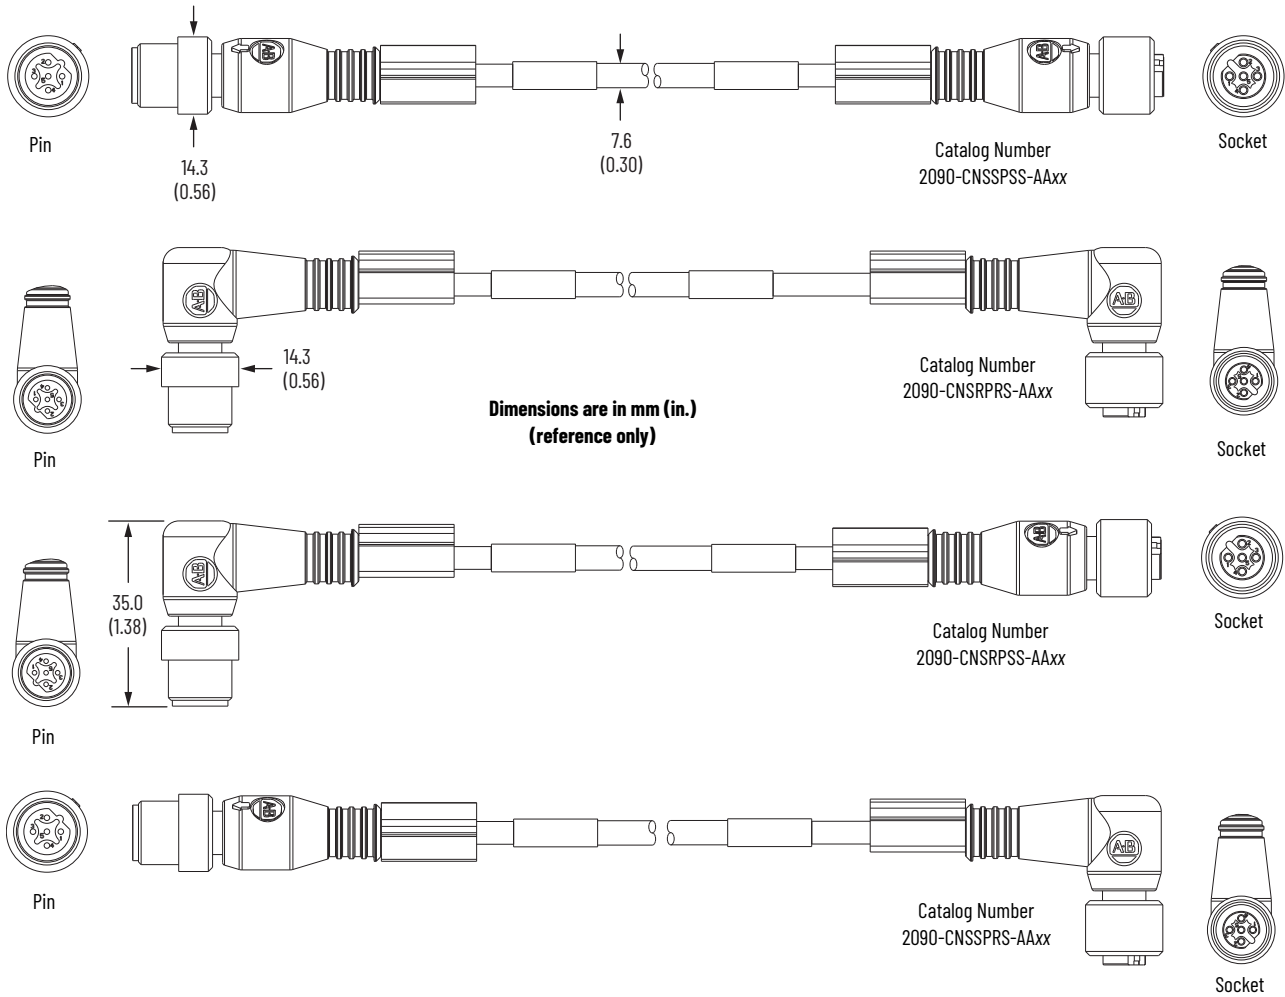 Pin
14.3
(0.56)
7.6
(0.30)
Catalog Number
2090-CNSSPSS-AAxx
Socket
A-B
A-B
Pin
14.3
(0.56)
Dimensions are in mm (in.)
(reference only)
Catalog Number
2090-CNSRPRS-AAxx
Socket
A-B
A-B
Pin
35.0
(1.38)
Catalog Number
2090-CNSRPSS-AAxx
Socket
A-B
A-B
Pin
Catalog Number
2090-CNSSPRS-AAxx
Socket
A-B
A-B